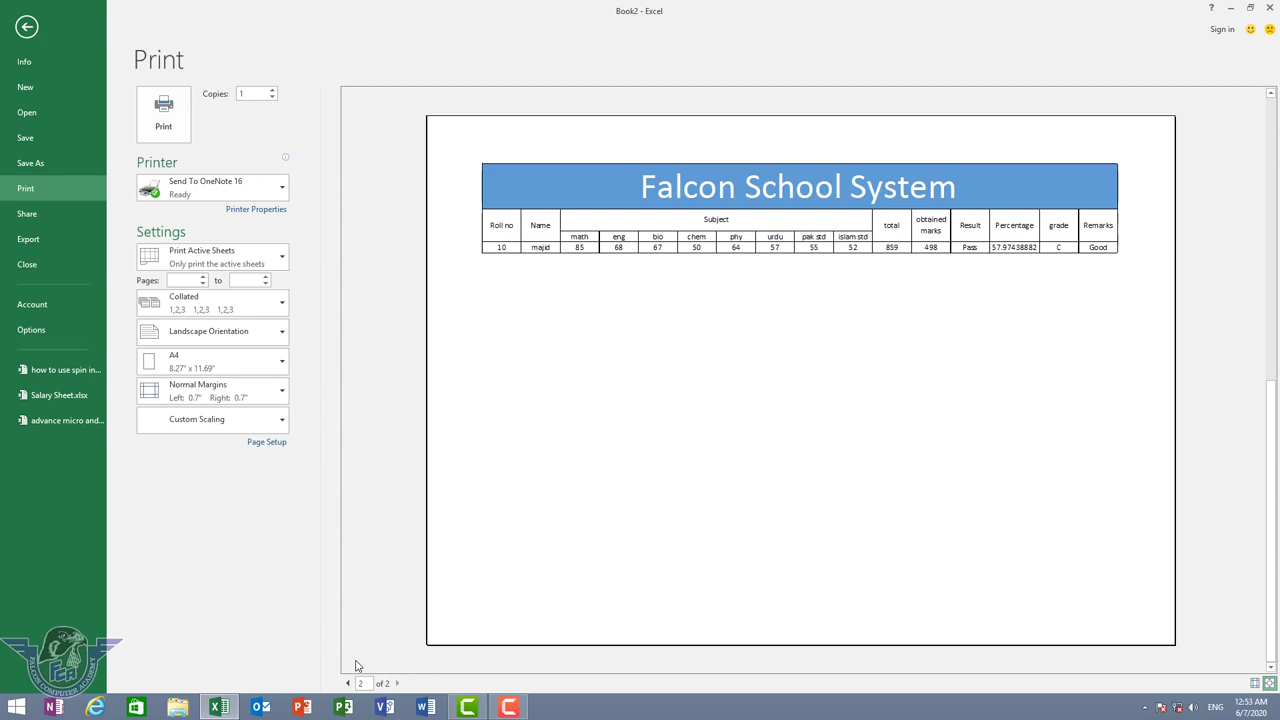 Book2 - Excel
?
Sign in
Info
New
Open
Save
Save As
Print
Share
Export
Close
Account
Options
how to use spin in...
Salary Sheet.xlsx
advance micro and...
Print
Print
Copies: 1
Printer
Send To OneNote 16
Ready
Printer Properties
Settings
Print Active Sheets
Only print the active sheets
Pages: to
Collated
1,2,3 1,2,3 1,2,3
Landscape Orientation
A4
8.27" x 11.69"
Normal Margins
Left: 0.7" Right: 0.7"
Custom Scaling
Page Setup
Falcon School System
Roll no Name Subject total obtained marks Result Percentage grade Remarks
math eng bio chem phy urdu pak std islam std
10 majid 85 68 67 50 64 57 55 52 859 498 Pass 57.97438882 C Good
2 of 2
FALCON COMPUTER ACADEMY
FCA
ENG
12:53 AM
6/7/2020